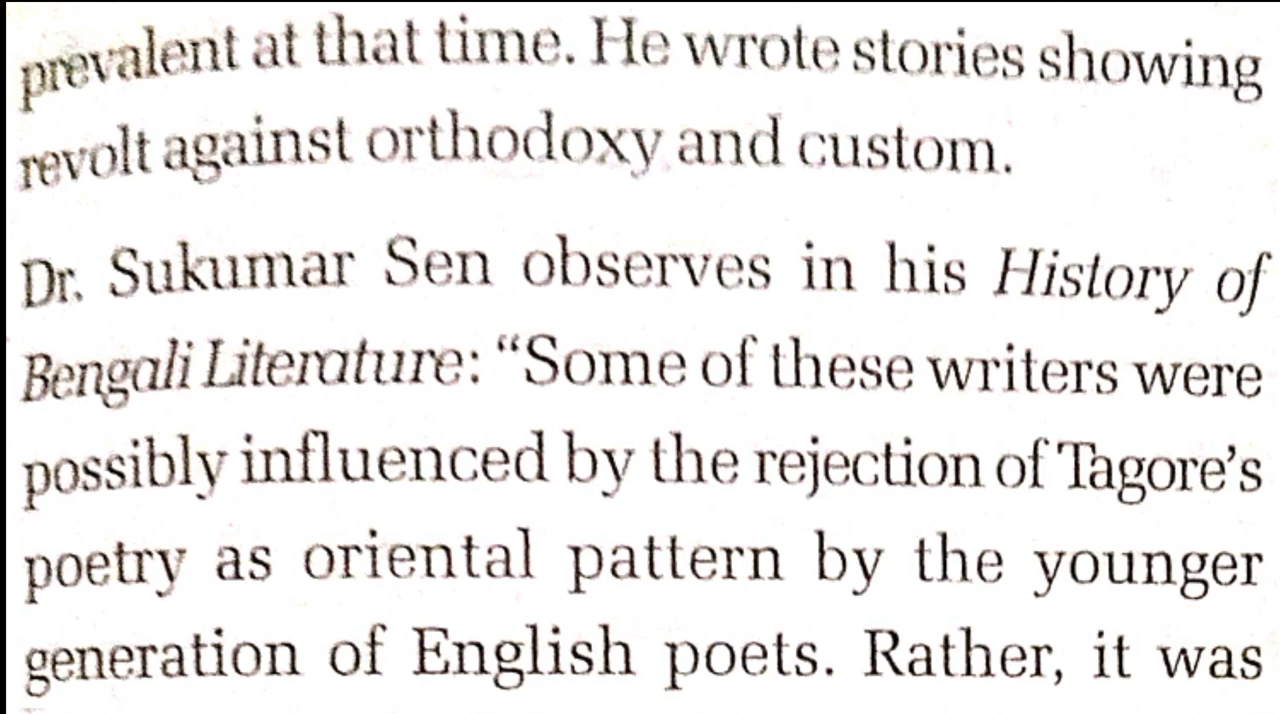 prevalent at that time. He wrote stories showing
revolt against orthodoxy and custom.
Dr. Sukumar Sen observes in his History of
Bengali Literature: “Some of these writers were
possibly influenced by the rejection of Tagore’s
poetry as oriental pattern by the younger
generation of English poets. Rather, it was